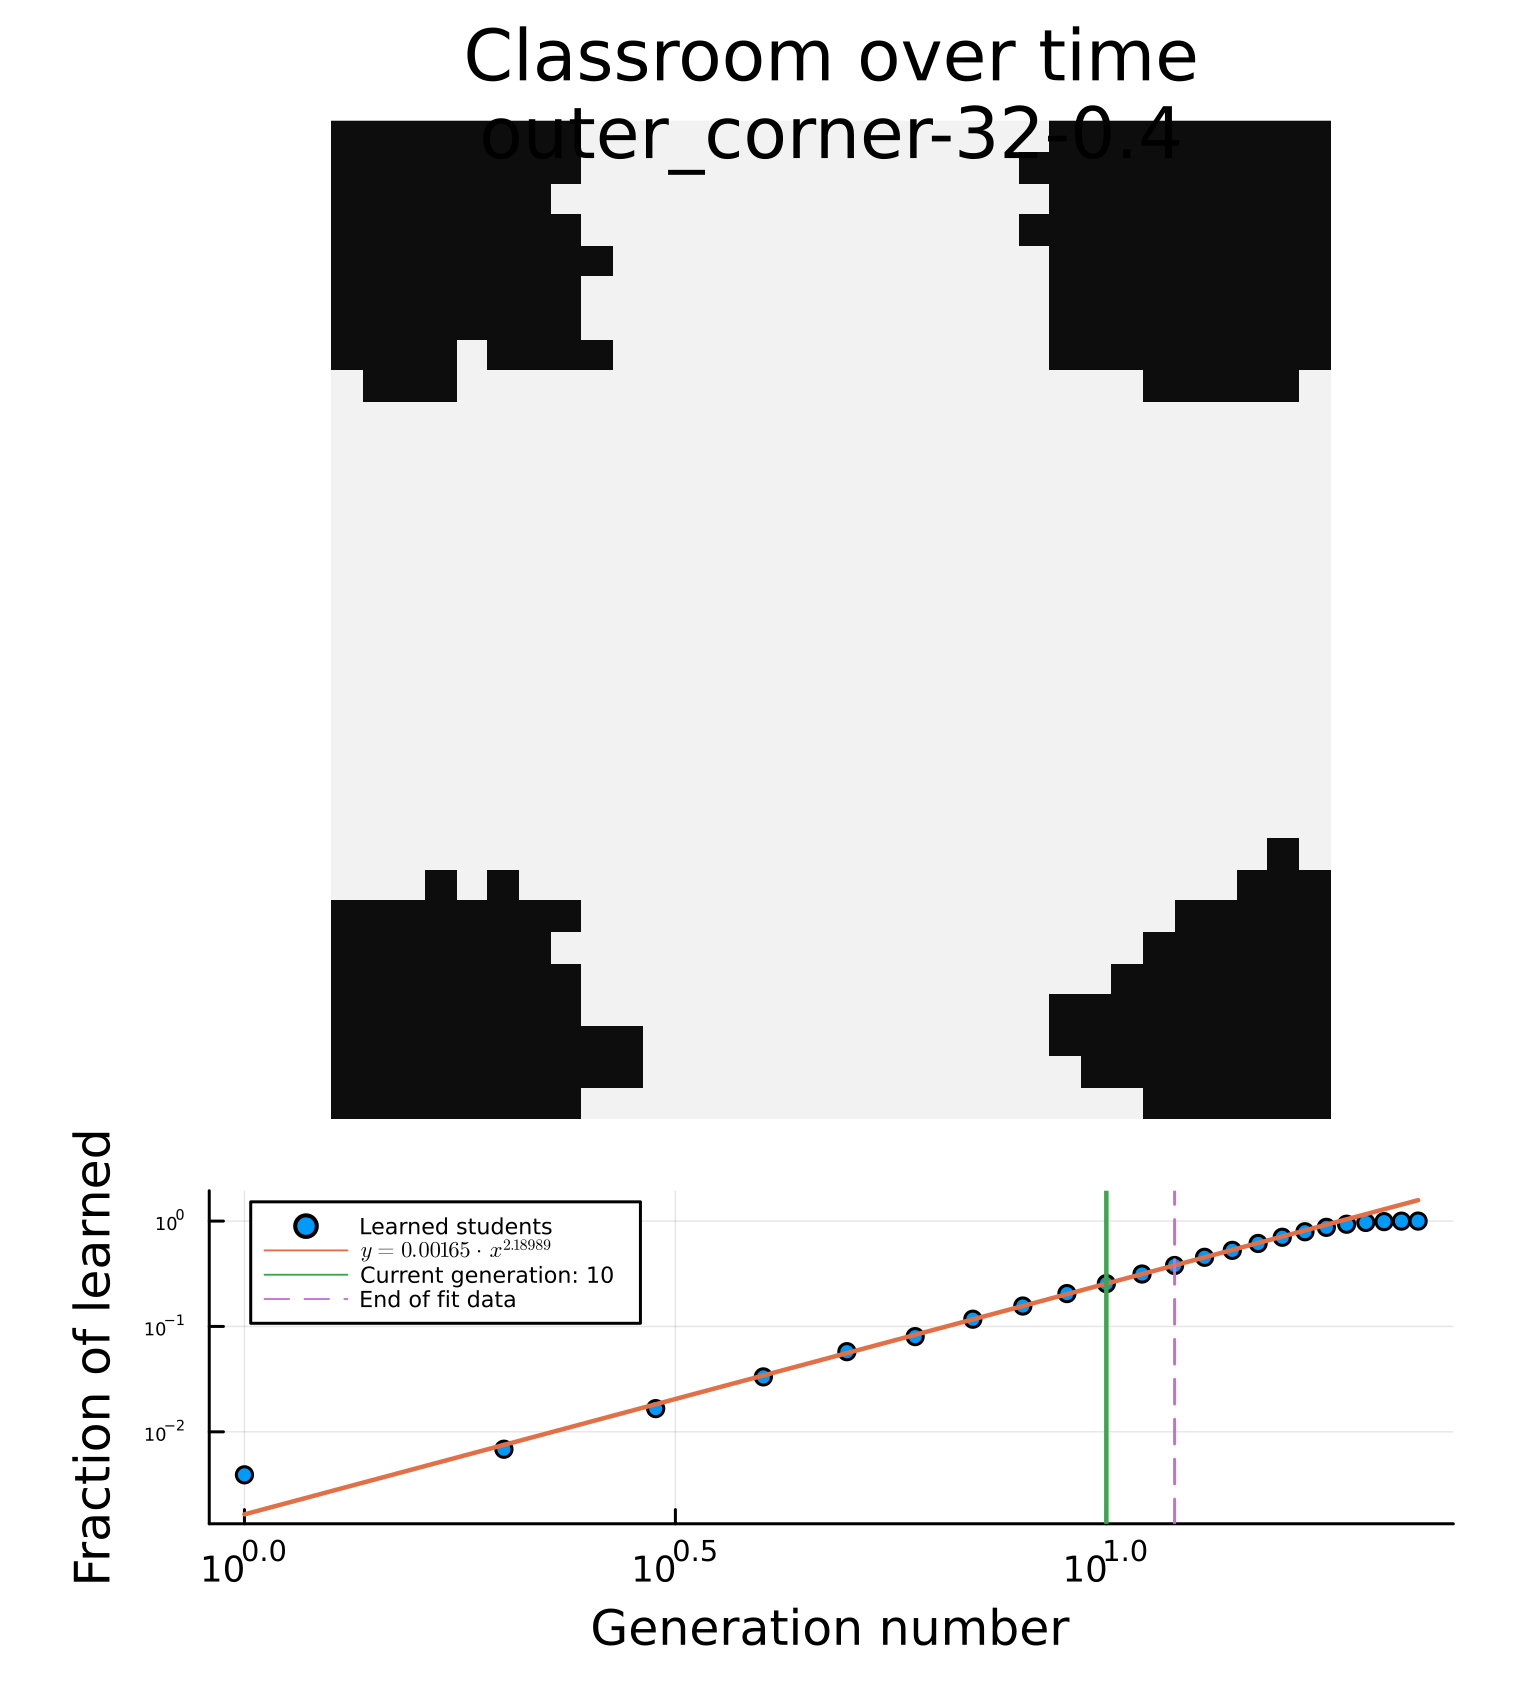 Classroom over time
outer_corner-32-0.4
Fraction of learned
10^0
10^−1
10^−2
Learned students
y = 0.00165 · x^2.18989
Current generation: 10
End of fit data
10^0.0
10^0.5
10^1.0
Generation number